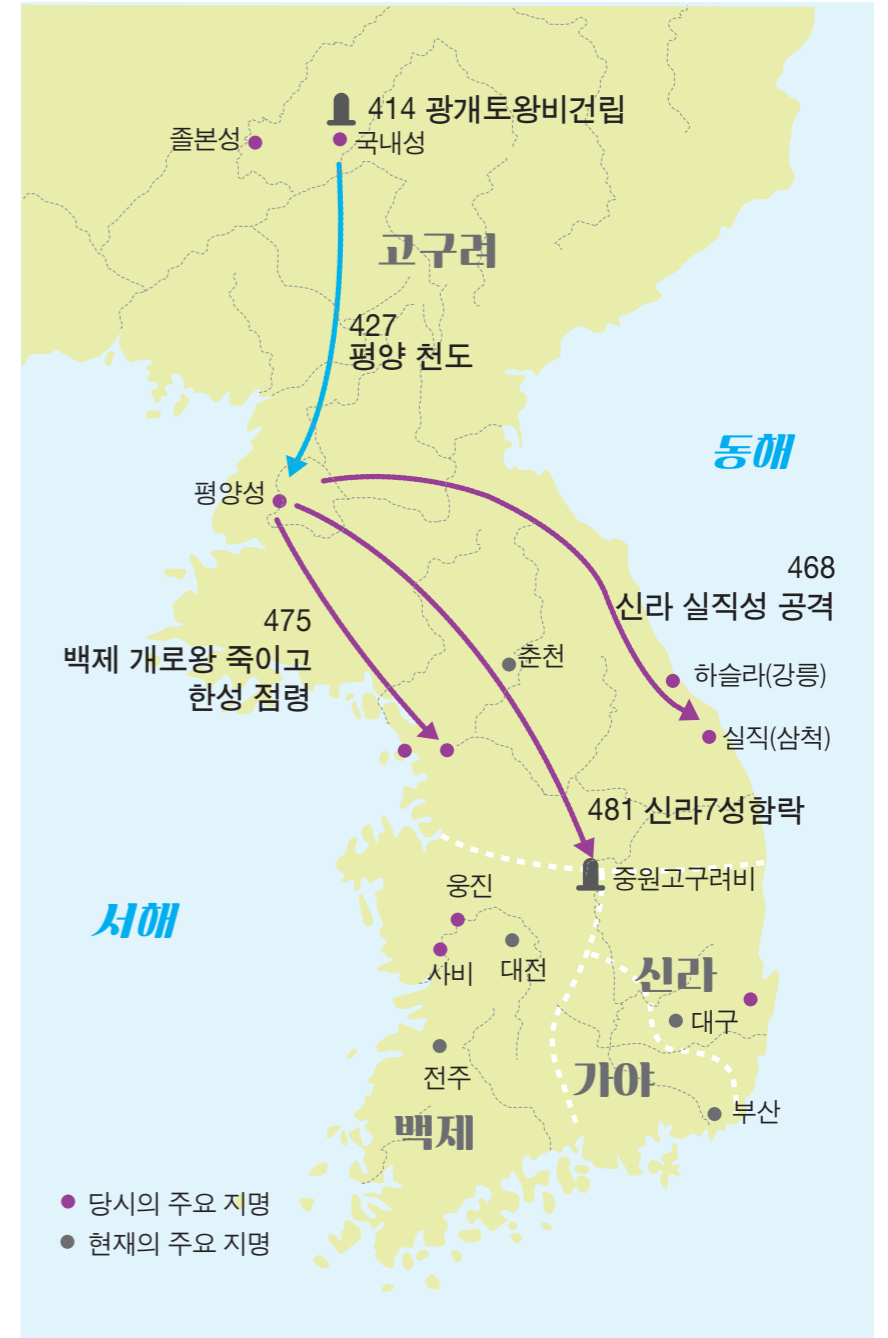 414 광개토왕비건립
졸본성
국내성
고구려
427
평양 천도
동해
평양성
468
신라 실직성 공격
475
백제 개로왕 죽이고
한성 점령
춘천
하슬라(강릉)
실직(삼척)
481 신라7성함락
중원고구려비
웅진
서해
사비
대전
신라
대구
전주
가야
부산
백제
당시의 주요 지명
현재의 주요 지명